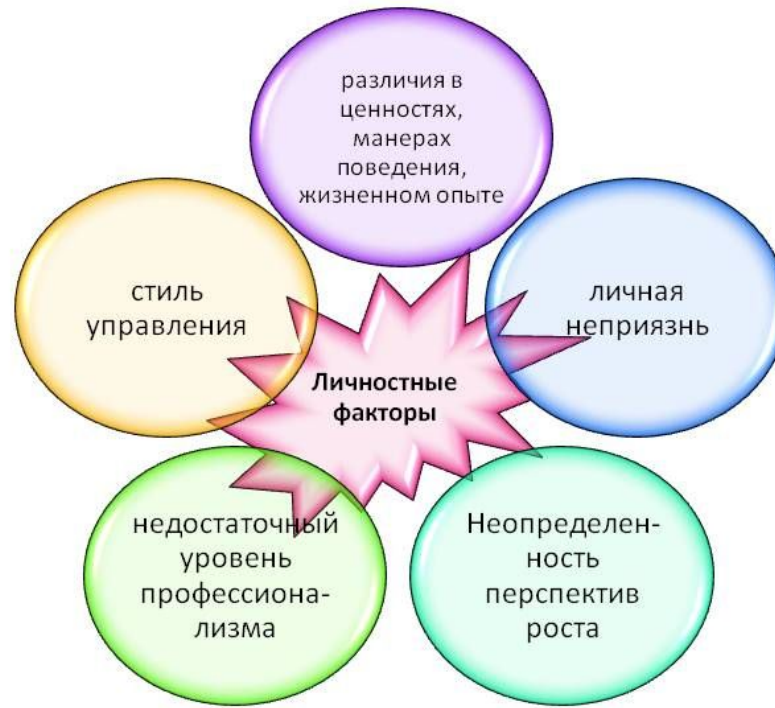 различия в
ценностях,
манерах
поведения,
жизненном опыте
стиль
управления
личная
неприязнь
Личностные
факторы
недостаточный
уровень
профессиона-
лизма
Неопределен-
ность
перспектив
роста